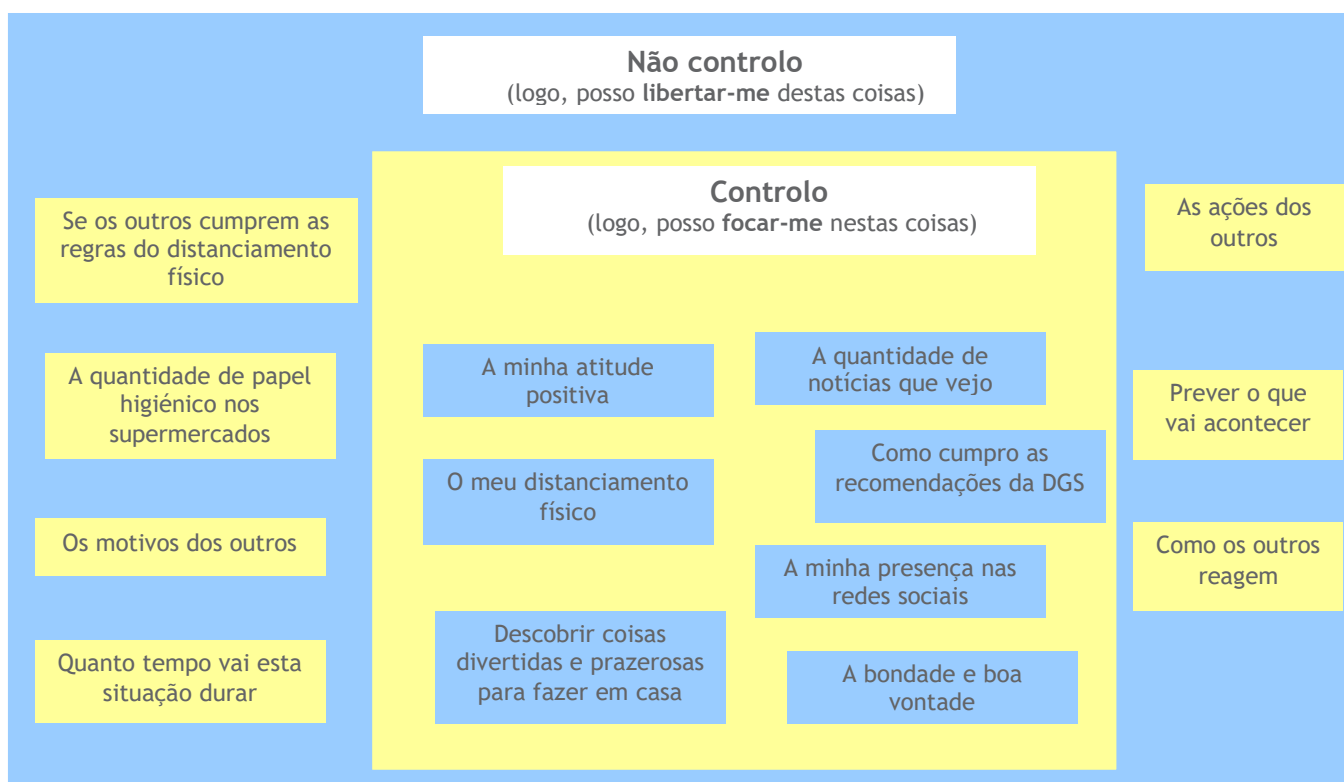 Não controlo
(logo, posso libertar-me destas coisas)
Controlo
(logo, posso focar-me nestas coisas)
Se os outros cumprem as
regras do distanciamento
físico
A quantidade de papel
higiénico nos
supermercados
Os motivos dos outros
Quanto tempo vai esta
situação durar
A minha atitude
positiva
O meu distanciamento
físico
Descobrir coisas
divertidas e prazerosas
para fazer em casa
A quantidade de
notícias que vejo
Como cumpro as
recomendações da DGS
A minha presença nas
redes sociais
A bondade e boa
vontade
As ações dos
outros
Prever o que
vai acontecer
Como os outros
reagem